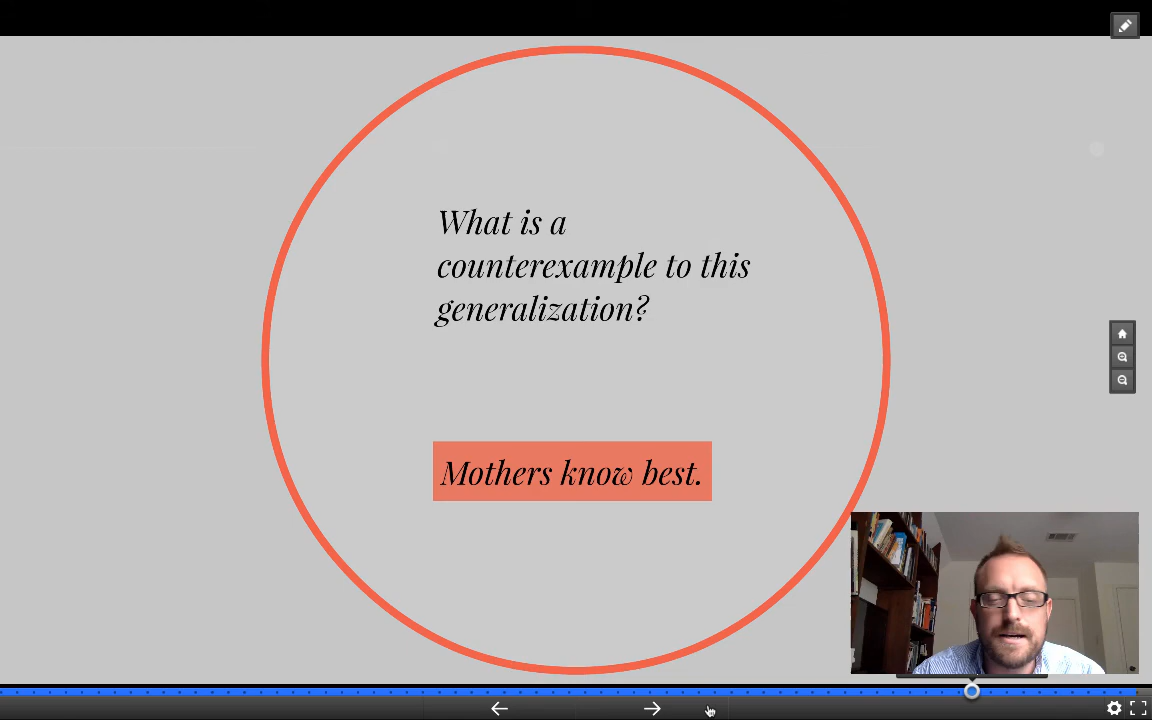 What is a
counterexample to this
generalization?
Mothers know best.